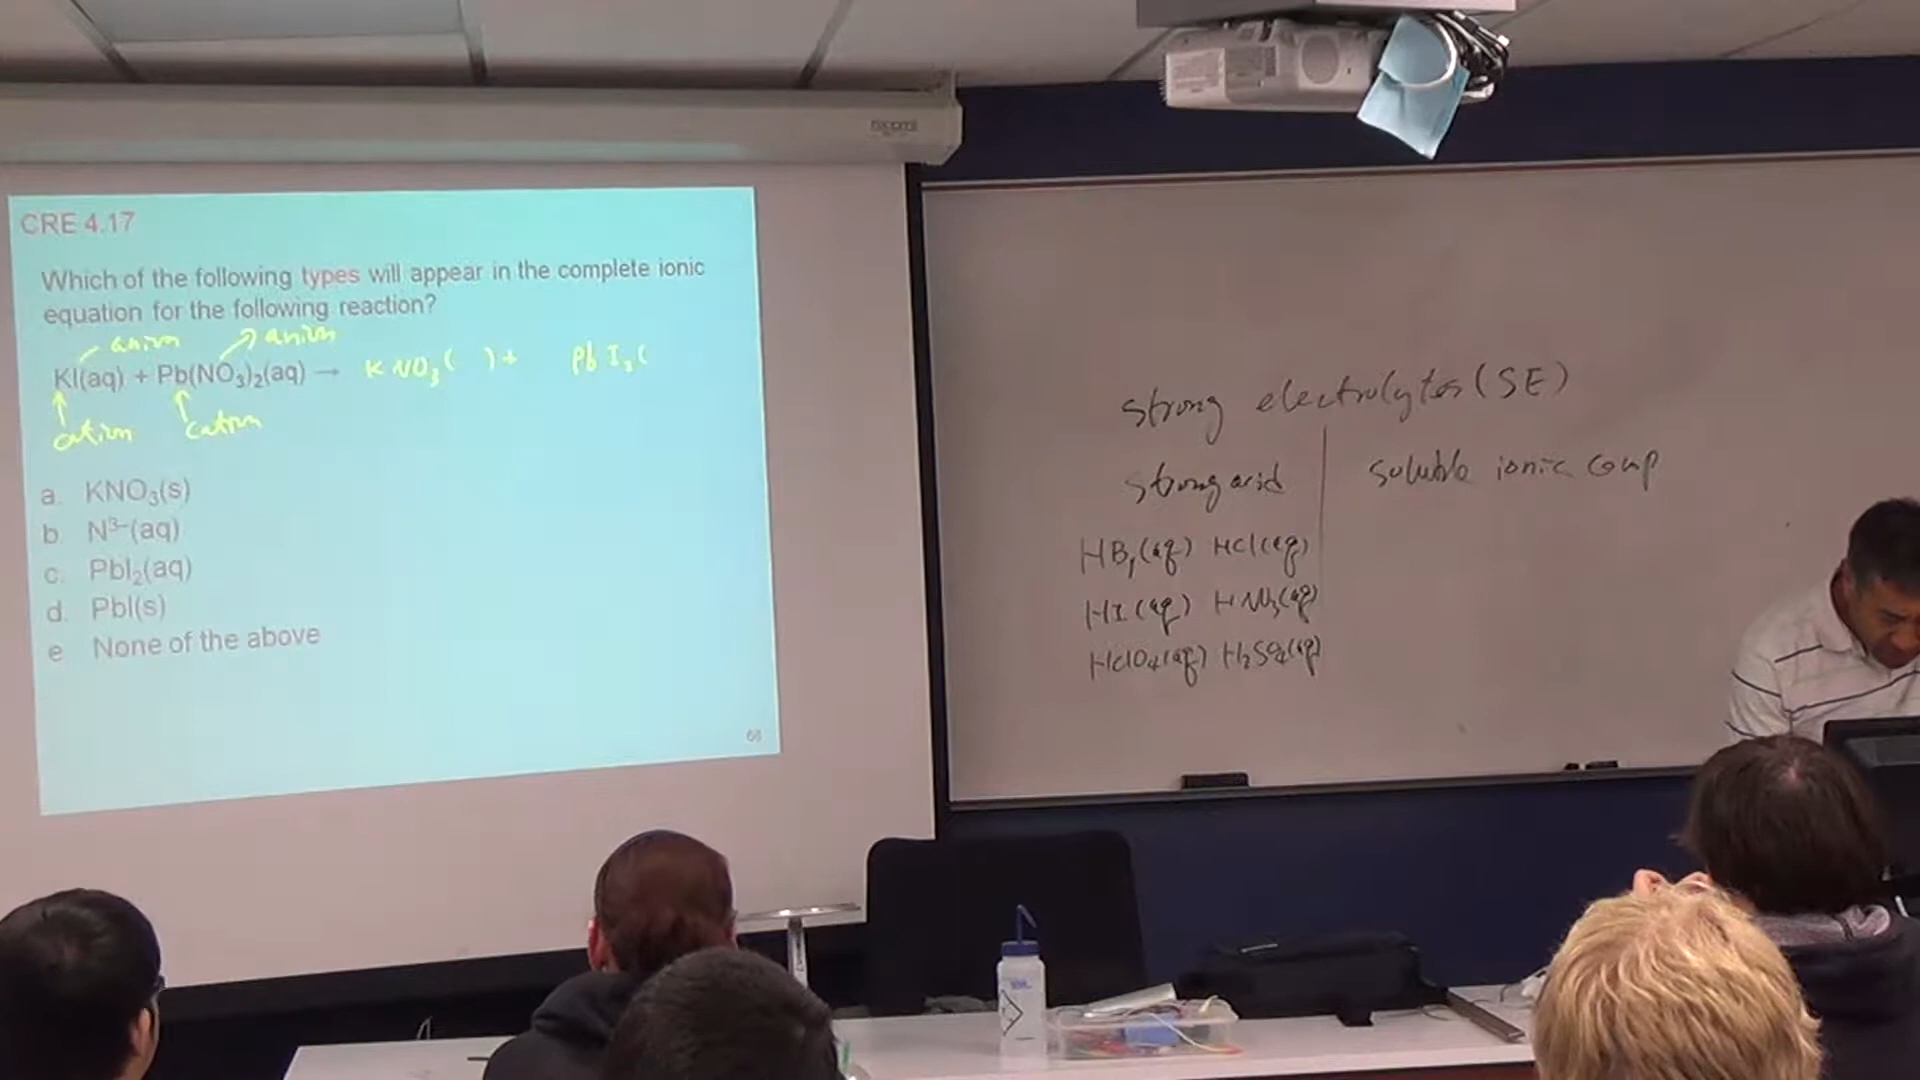 CRE 4.17
Which of the following types will appear in the complete ionic
equation for the following reaction?
anion anion
KI(aq) + Pb(NO₃)₂(aq) → KNO₃( ) + PbI₂(
cation cation
a. KNO₃(s)
b N³⁻(aq)
c. PbI₂(aq)
d. PbI(s)
e None of the above
68
strong electrolytes (SE)
strong acid soluble ionic comp
HBr(aq) HCl(aq)
HI(aq) HNO₃(aq)
HClO₄(aq) H₂SO₄(aq)